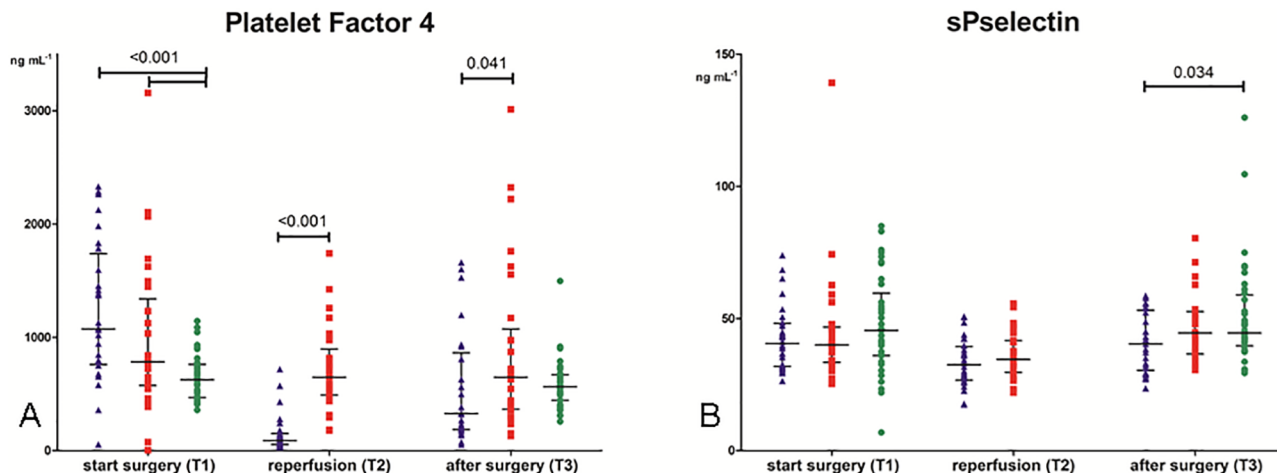 Platelet Factor 4
ng mL⁻¹
<0.001
0.041
3000
<0.001
2000
1000
A
0
start surgery (T1) reperfusion (T2) after surgery (T3)
sPselectin
150
ng mL⁻¹
0.034
100
50
B
0
start surgery (T1) reperfusion (T2) after surgery (T3)